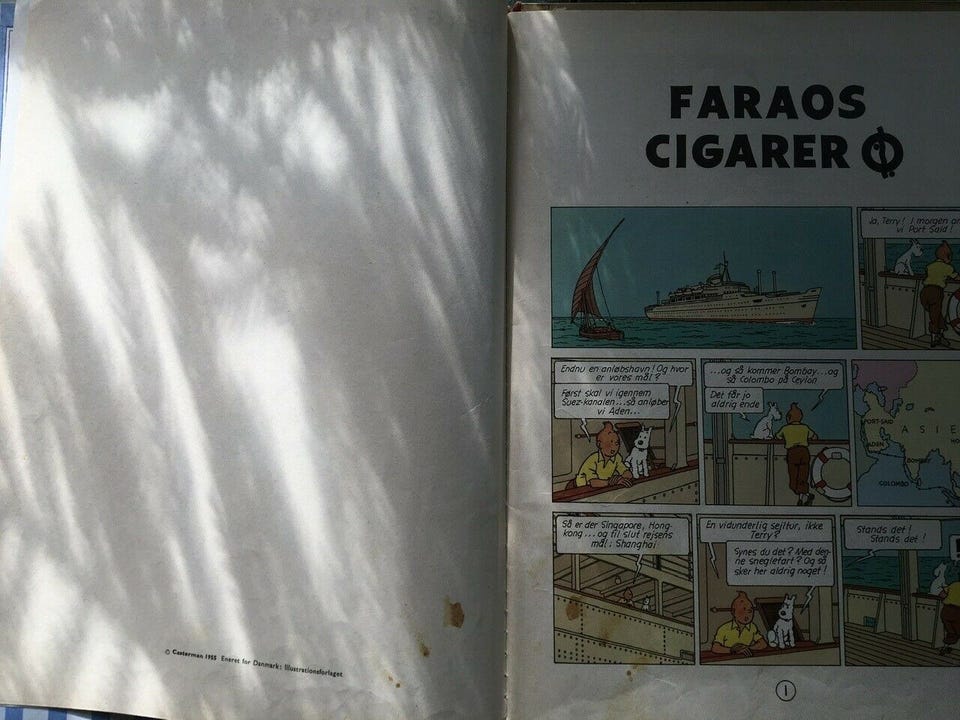 © Casterman 1955 Eneret for Danmark: Illustrationsforlaget
FARAOS
CIGARER
Ja, Terry! I morgen
vi Port Said!
Endnu en anløbshavn! Og hvor
er vores mål?
Først skal vi igennem
Suez-kanalen...så anløber
vi Aden...
...og så kommer Bombay...og
så Colombo på Ceylon
Det får jo
aldrig ende
PORT-SAID
ASIE
ADEN
BOMBAY
COLOMBO
Så er der Singapore, Hong-
kong...og til slut rejsens
mål: Shanghai
En vidunderlig sejltur, ikke
Terry?
Synes du det? Med den-
ne sneglefart? Og så
sker her aldrig noget!
Stands det!
Stands det!
1